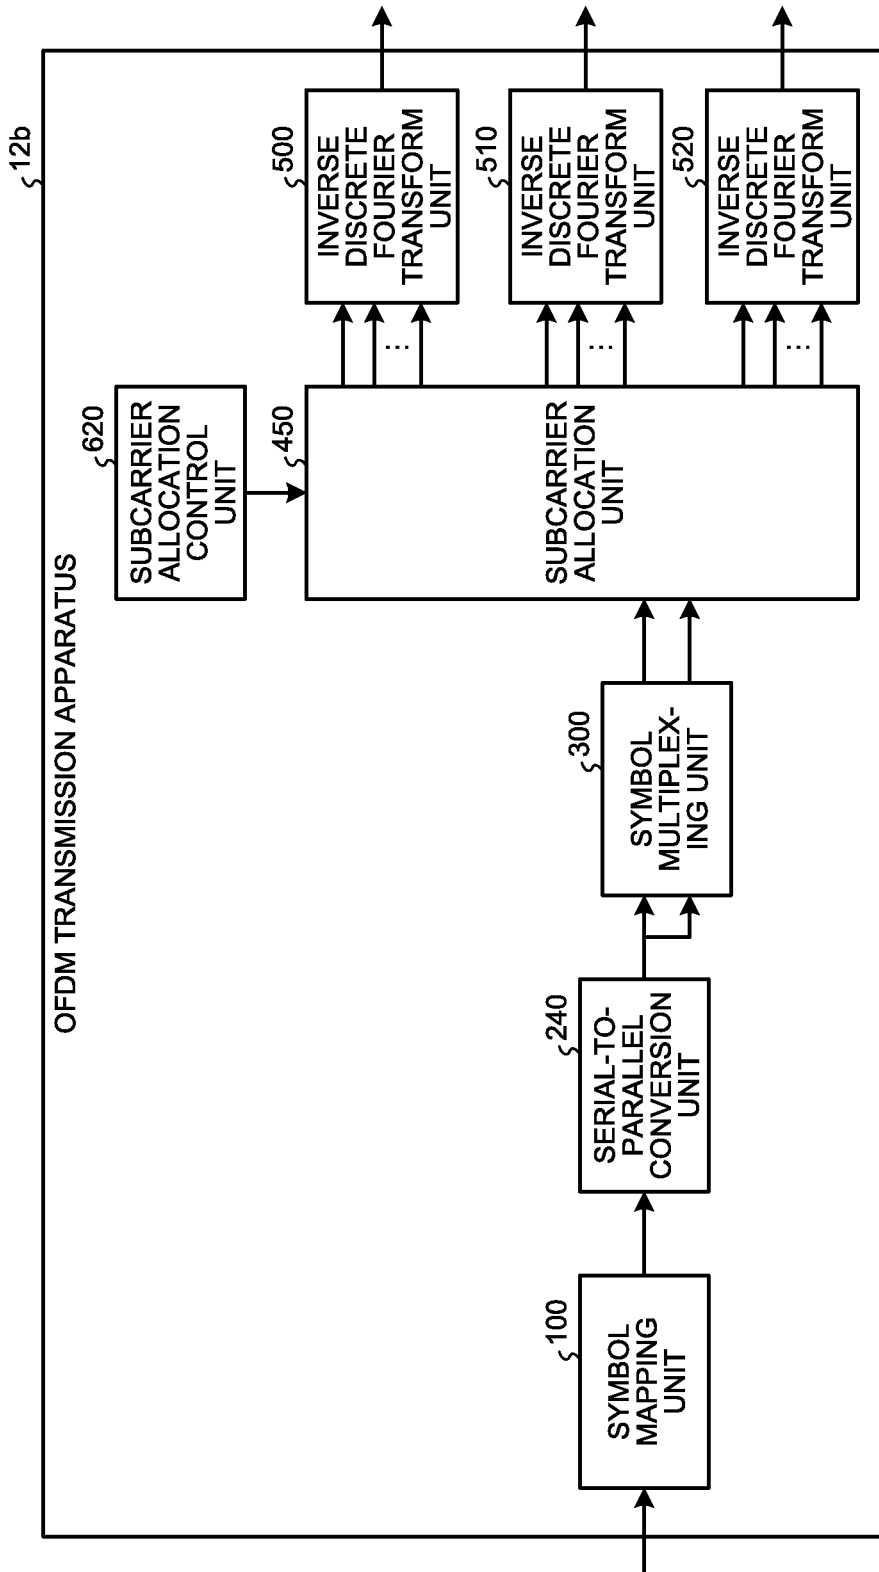 12b
OFDM TRANSMISSION APPARATUS
100
SYMBOL
MAPPING
UNIT
240
SERIAL-TO-
PARALLEL
CONVERSION
UNIT
300
SYMBOL
MULTIPLEX-
ING UNIT
620
SUBCARRIER
ALLOCATION
CONTROL
UNIT
450
SUBCARRIER
ALLOCATION
UNIT
...
...
...
500
INVERSE
DISCRETE
FOURIER
TRANSFORM
UNIT
510
INVERSE
DISCRETE
FOURIER
TRANSFORM
UNIT
520
INVERSE
DISCRETE
FOURIER
TRANSFORM
UNIT